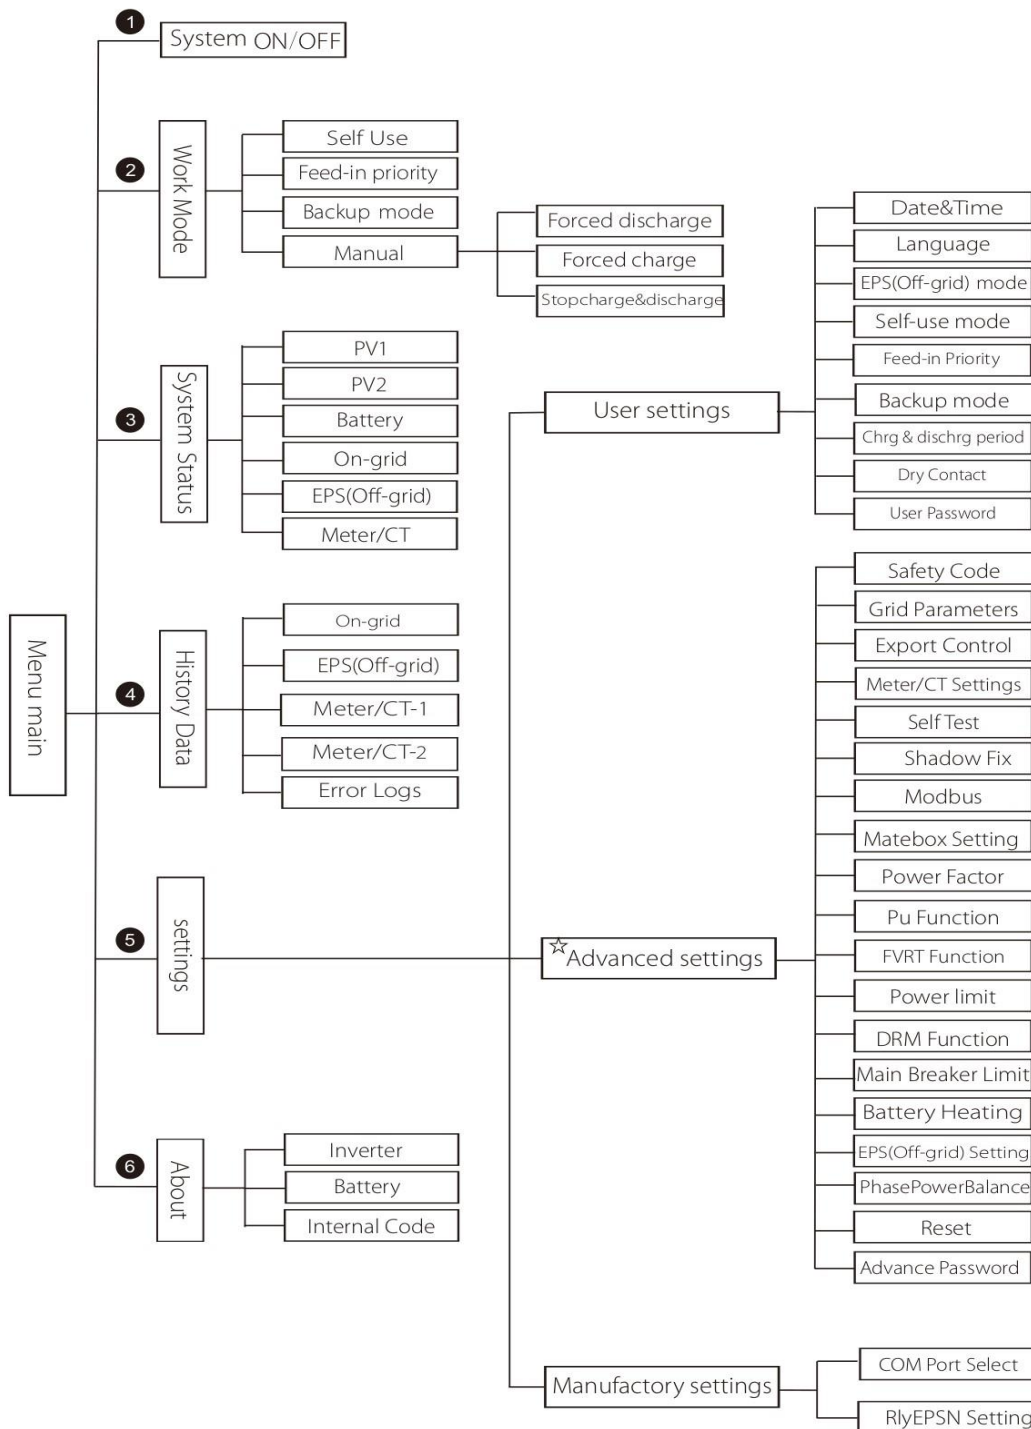 Menu main
1
System ON/OFF
2
Work Mode
Self Use
Feed-in priority
Backup mode
Manual
Forced discharge
Forced charge
Stopcharge&discharge
3
System Status
PV1
PV2
Battery
On-grid
EPS(Off-grid)
Meter/CT
4
History Data
On-grid
EPS(Off-grid)
Meter/CT-1
Meter/CT-2
Error Logs
5
settings
User settings
Date&Time
Language
EPS(Off-grid) mode
Self-use mode
Feed-in Priority
Backup mode
Chrg & dischrg period
Dry Contact
User Password
☆Advanced settings
Safety Code
Grid Parameters
Export Control
Meter/CT Settings
Self Test
Shadow Fix
Modbus
Matebox Setting
Power Factor
Pu Function
FVRT Function
Power limit
DRM Function
Main Breaker Limit
Battery Heating
EPS(Off-grid) Setting
PhasePowerBalance
Reset
Advance Password
Manufactory settings
COM Port Select
RlyEPSN Setting
6
About
Inverter
Battery
Internal Code